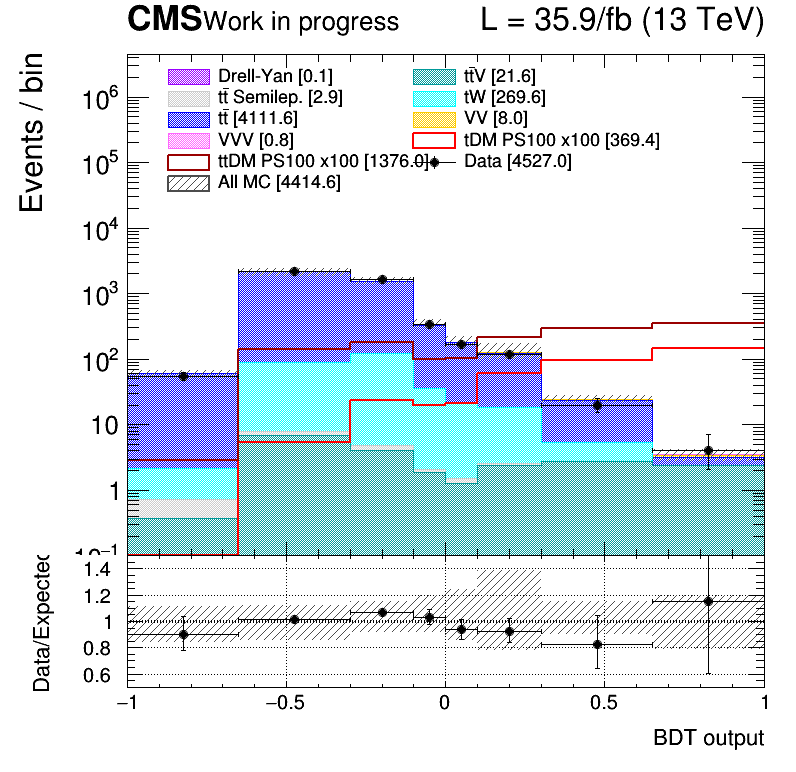 CMS Work in progress L = 35.9/fb (13 TeV)
Events / bin
Drell-Yan [0.1] tt̄V [21.6]
tt̄ Semilep. [2.9] tW [269.6]
tt̄ [4111.6] VV [8.0]
VVV [0.8] tDM PS100 x100 [369.4]
ttDM PS100 x100 [1376.0] Data [4527.0]
All MC [4414.6]
10⁶
10⁵
10⁴
10³
10²
10
1
10⁻¹
Data/Expected
1.4
1.2
1
0.8
0.6
−1 −0.5 0 0.5 1
BDT output